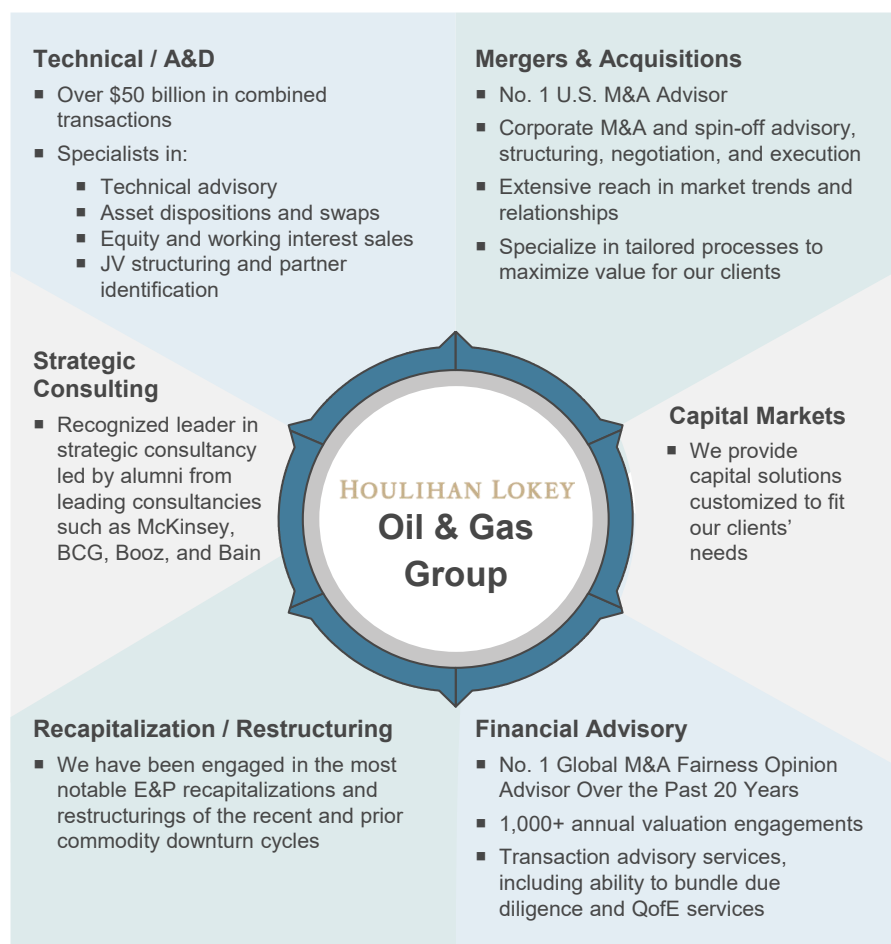 Technical / A&D
▪ Over $50 billion in combined
transactions
▪ Specialists in:
▪ Technical advisory
▪ Asset dispositions and swaps
▪ Equity and working interest sales
▪ JV structuring and partner
identification
Mergers & Acquisitions
▪ No. 1 U.S. M&A Advisor
▪ Corporate M&A and spin-off advisory,
structuring, negotiation, and execution
▪ Extensive reach in market trends and
relationships
▪ Specialize in tailored processes to
maximize value for our clients
Strategic
Consulting
▪ Recognized leader in
strategic consultancy
led by alumni from
leading consultancies
such as McKinsey,
BCG, Booz, and Bain
HOULIHAN LOKEY
Oil & Gas
Group
Capital Markets
▪ We provide
capital solutions
customized to fit
our clients’
needs
Recapitalization / Restructuring
▪ We have been engaged in the most
notable E&P recapitalizations and
restructurings of the recent and prior
commodity downturn cycles
Financial Advisory
▪ No. 1 Global M&A Fairness Opinion
Advisor Over the Past 20 Years
▪ 1,000+ annual valuation engagements
▪ Transaction advisory services,
including ability to bundle due
diligence and QofE services